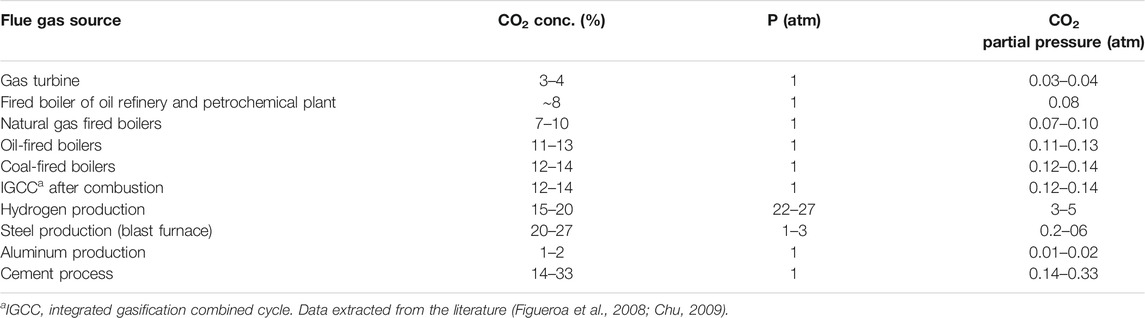 Flue gas source CO₂ conc. (%) P (atm) CO₂
partial pressure (atm)
Gas turbine 3–4 1 0.03–0.04
Fired boiler of oil refinery and petrochemical plant ~8 1 0.08
Natural gas fired boilers 7–10 1 0.07–0.10
Oil-fired boilers 11–13 1 0.11–0.13
Coal-fired boilers 12–14 1 0.12–0.14
IGCCᵃ after combustion 12–14 1 0.12–0.14
Hydrogen production 15–20 22–27 3–5
Steel production (blast furnace) 20–27 1–3 0.2–06
Aluminum production 1–2 1 0.01–0.02
Cement process 14–33 1 0.14–0.33
ᵃIGCC, integrated gasification combined cycle. Data extracted from the literature (Figueroa et al., 2008; Chu, 2009).